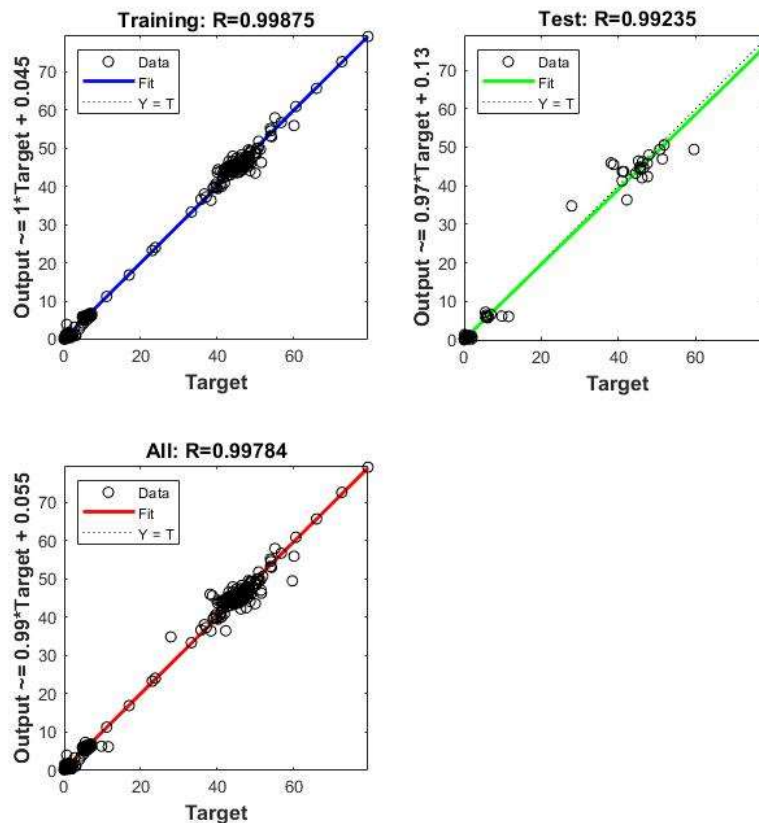 Training: R=0.99875
Output ~= 1*Target + 0.045
70
60
50
40
30
20
10
0
Data
Fit
Y = T
0 20 40 60
Target
Test: R=0.99235
Output ~= 0.97*Target + 0.13
70
60
50
40
30
20
10
0
Data
Fit
Y = T
0 20 40 60
Target
All: R=0.99784
Output ~= 0.99*Target + 0.055
70
60
50
40
30
20
10
0
Data
Fit
Y = T
0 20 40 60
Target